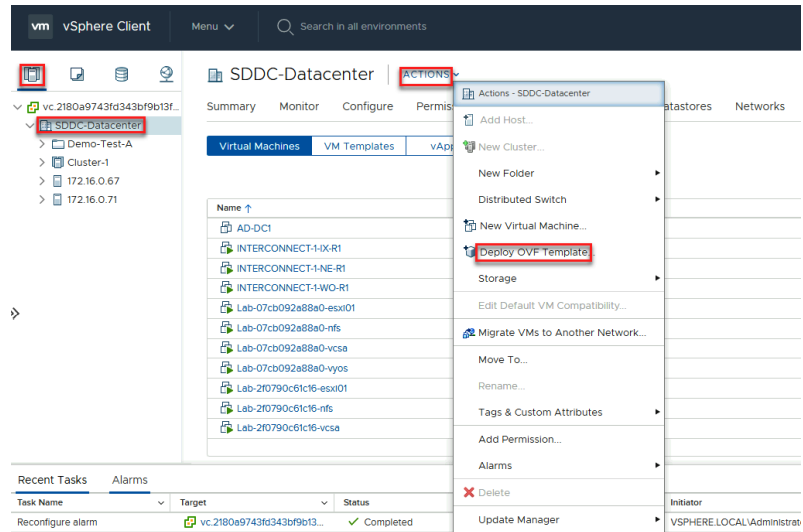 vm vSphere Client Menu Search in all environments
SDDC-Datacenter ACTIONS
vc.2180a9743fd343bf9b13f...
SDDC-Datacenter
Demo-Test-A
Cluster-1
172.16.0.67
172.16.0.71
Summary Monitor Configure Permis atastores Networks
Virtual Machines VM Templates vApp
Name
AD-DC1
INTERCONNECT-1-IX-R1
INTERCONNECT-1-NE-R1
INTERCONNECT-1-WO-R1
Lab-07cb092a88a0-esxi01
Lab-07cb092a88a0-nfs
Lab-07cb092a88a0-vcsa
Lab-07cb092a88a0-vyos
Lab-2f0790c61c16-esxi01
Lab-2f0790c61c16-nfs
Lab-2f0790c61c16-vcsa
Actions - SDDC-Datacenter
Add Host...
New Cluster...
New Folder
Distributed Switch
New Virtual Machine...
Deploy OVF Template...
Storage
Edit Default VM Compatibility...
Migrate VMs to Another Network...
Move To...
Rename...
Tags & Custom Attributes
Add Permission...
Alarms
Delete
Update Manager
Recent Tasks Alarms
Task Name Target Status Initiator
Reconfigure alarm vc.2180a9743fd343bf9b13... Completed VSPHERE.LOCAL\Administrato